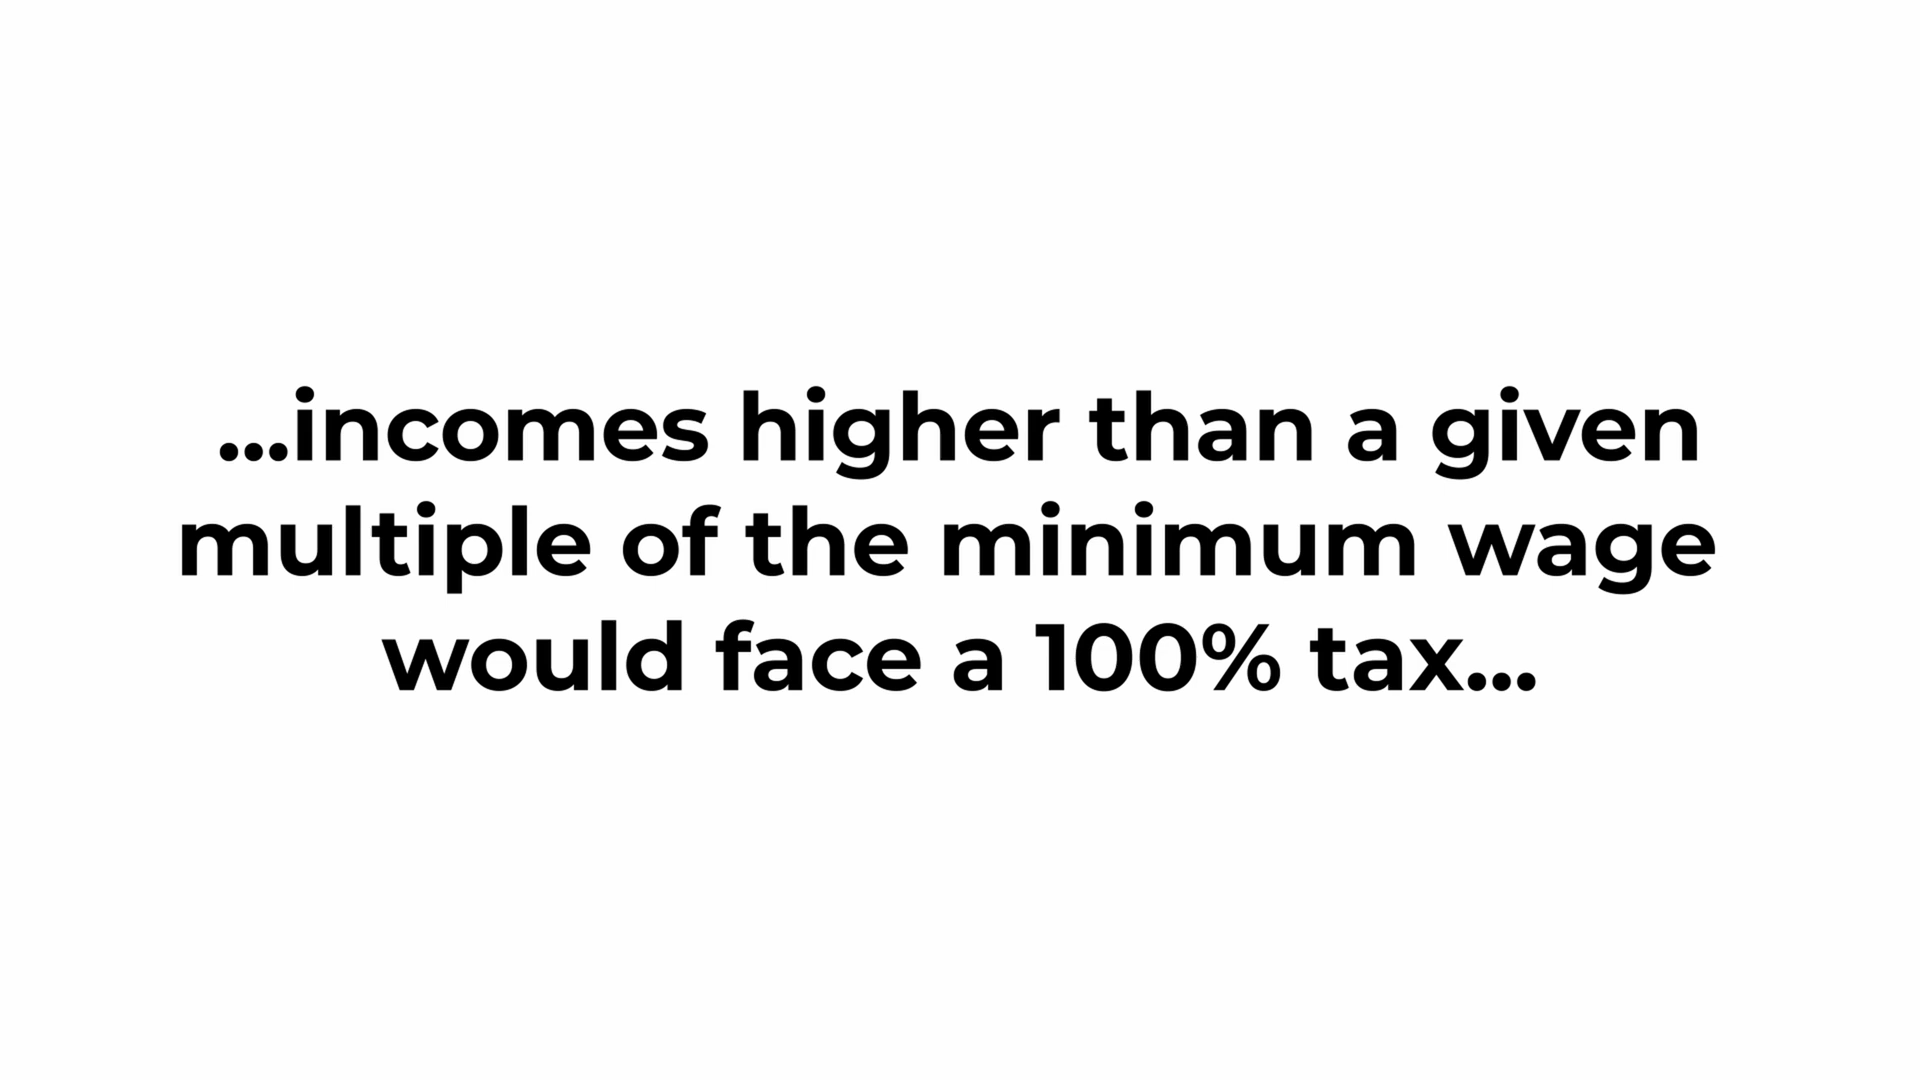 ...incomes higher than a given
multiple of the minimum wage
would face a 100% tax...